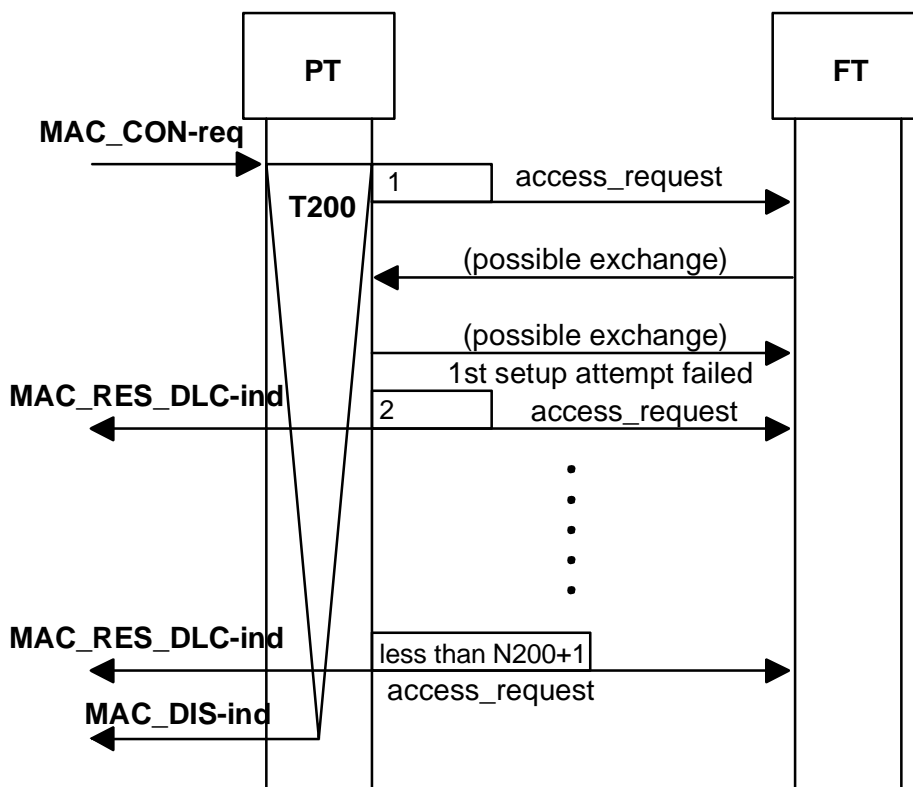 PT
FT
MAC_CON-req
1
access_request
T200
(possible exchange)
(possible exchange)
1st setup attempt failed
MAC_RES_DLC-ind
2
access_request
MAC_RES_DLC-ind
less than N200+1
access_request
MAC_DIS-ind